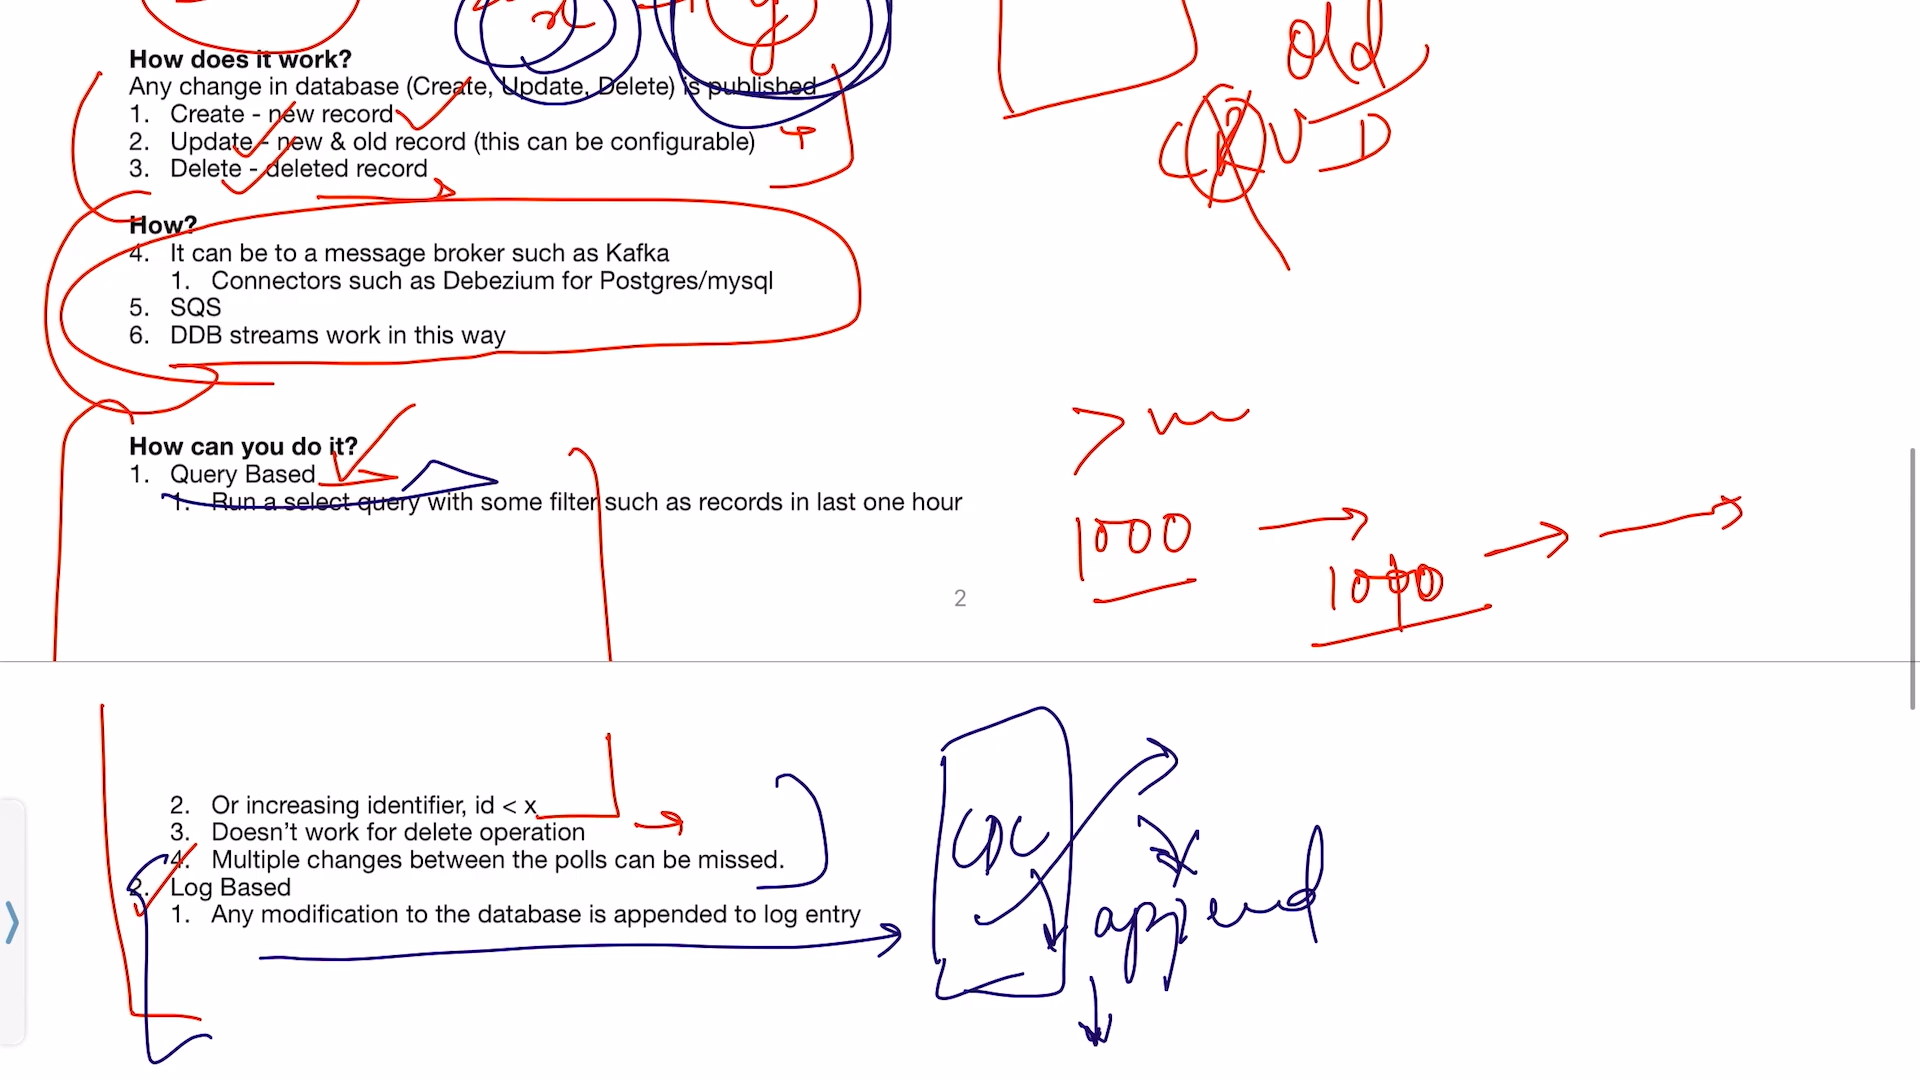 x
y
old
How does it work?
Any change in database (Create, Update, Delete) is published
1. Create - new record
2. Update - new & old record (this can be configurable)
3. Delete - deleted record
C R U D
How?
4. It can be to a message broker such as Kafka
1. Connectors such as Debezium for Postgres/mysql
5. SQS
6. DDB streams work in this way
How can you do it?
1. Query Based
1. Run a select query with some filter such as records in last one hour
1000
1000
2
2. Or increasing identifier, id < x
3. Doesn't work for delete operation
4. Multiple changes between the polls can be missed.
2. Log Based
1. Any modification to the database is appended to log entry
CDC
append